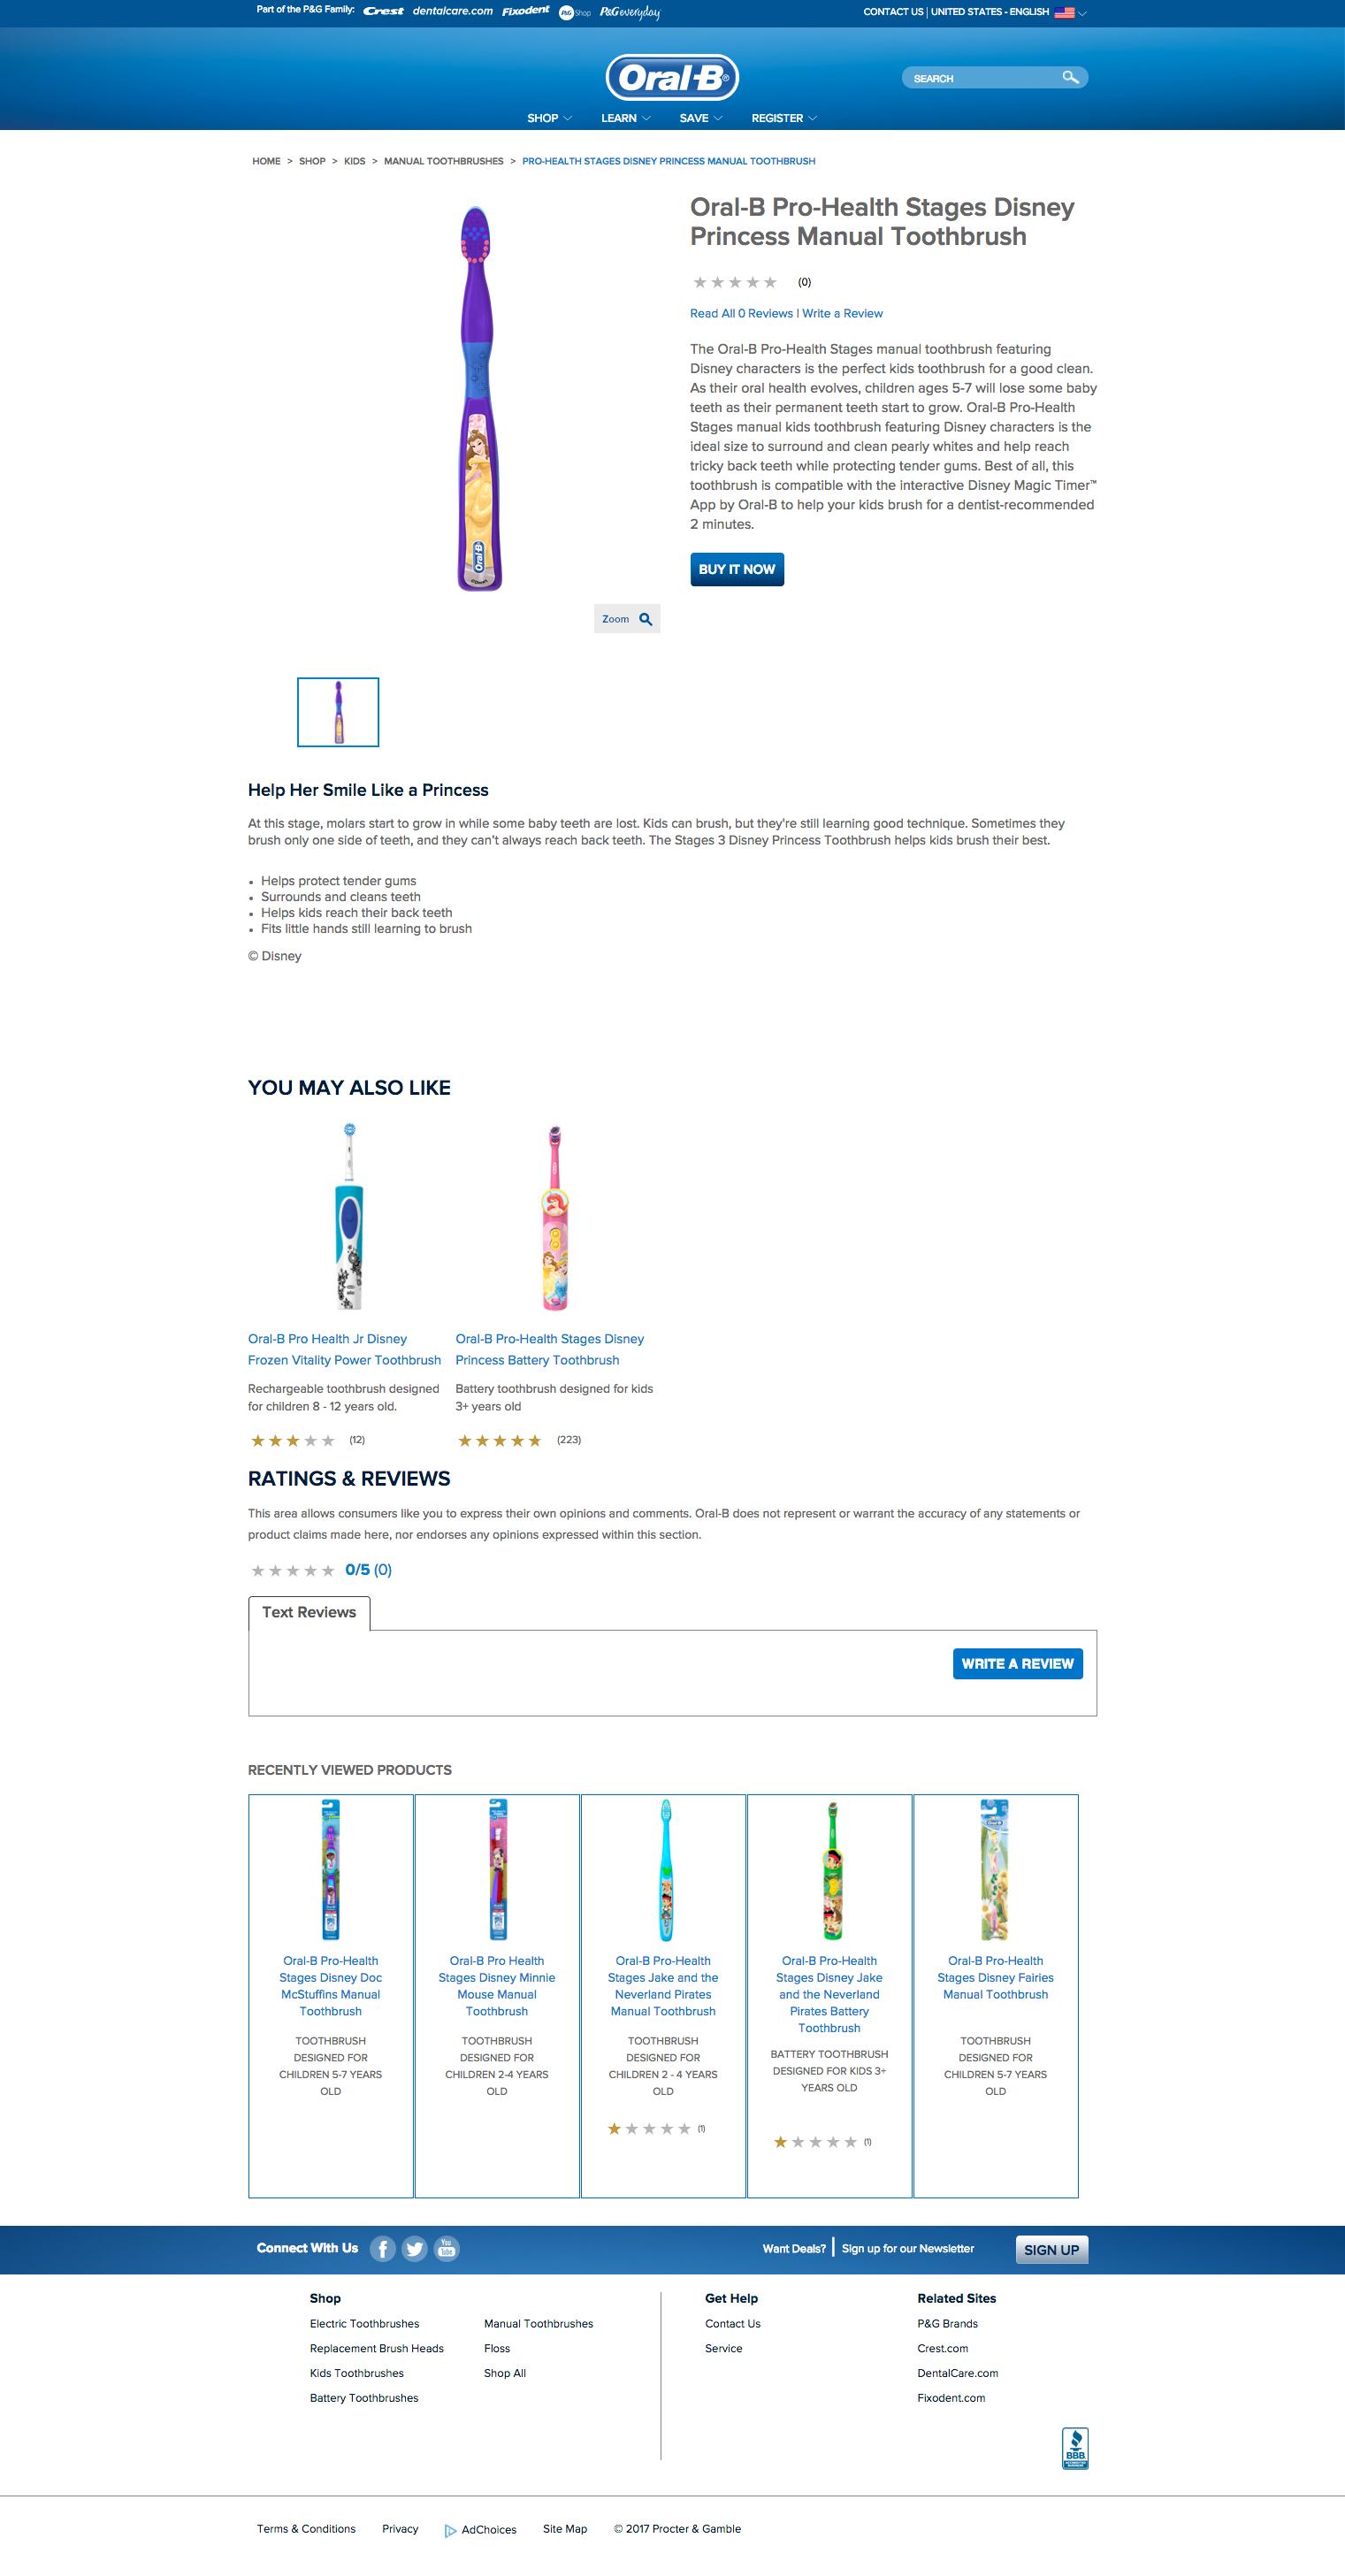 Part of the P&G Family: Crest dentalcare.com Fixodent P&G Shop P&G everyday
CONTACT US | UNITED STATES - ENGLISH
Oral-B
SEARCH
SHOP LEARN SAVE REGISTER
HOME > SHOP > KIDS > MANUAL TOOTHBRUSHES > PRO-HEALTH STAGES DISNEY PRINCESS MANUAL TOOTHBRUSH
Oral-B
Oral-B Pro-Health Stages Disney
Princess Manual Toothbrush
(0)
Read All 0 Reviews | Write a Review
The Oral-B Pro-Health Stages manual toothbrush featuring
Disney characters is the perfect kids toothbrush for a good clean.
As their oral health evolves, children ages 5-7 will lose some baby
teeth as their permanent teeth start to grow. Oral-B Pro-Health
Stages manual kids toothbrush featuring Disney characters is the
ideal size to surround and clean pearly whites and help reach
tricky back teeth while protecting tender gums. Best of all, this
toothbrush is compatible with the interactive Disney Magic Timer™
App by Oral-B to help your kids brush for a dentist-recommended
2 minutes.
BUY IT NOW
Zoom
Help Her Smile Like a Princess
At this stage, molars start to grow in while some baby teeth are lost. Kids can brush, but they're still learning good technique. Sometimes they
brush only one side of teeth, and they can't always reach back teeth. The Stages 3 Disney Princess Toothbrush helps kids brush their best.
• Helps protect tender gums
• Surrounds and cleans teeth
• Helps kids reach their back teeth
• Fits little hands still learning to brush
© Disney
YOU MAY ALSO LIKE
Oral-B Pro Health Jr Disney
Frozen Vitality Power Toothbrush
Rechargeable toothbrush designed
for children 8 - 12 years old.
(12)
Oral-B Pro-Health Stages Disney
Princess Battery Toothbrush
Battery toothbrush designed for kids
3+ years old
(223)
RATINGS & REVIEWS
This area allows consumers like you to express their own opinions and comments. Oral-B does not represent or warrant the accuracy of any statements or
product claims made here, nor endorses any opinions expressed within this section.
0/5 (0)
Text Reviews
WRITE A REVIEW
RECENTLY VIEWED PRODUCTS
Oral-B Pro-Health
Stages Disney Doc
McStuffins Manual
Toothbrush
TOOTHBRUSH
DESIGNED FOR
CHILDREN 5-7 YEARS
OLD
Oral-B Pro Health
Stages Disney Minnie
Mouse Manual
Toothbrush
TOOTHBRUSH
DESIGNED FOR
CHILDREN 2-4 YEARS
OLD
Oral-B Pro-Health
Stages Jake and the
Neverland Pirates
Manual Toothbrush
TOOTHBRUSH
DESIGNED FOR
CHILDREN 2 - 4 YEARS
OLD
(1)
Oral-B Pro-Health
Stages Disney Jake
and the Neverland
Pirates Battery
Toothbrush
BATTERY TOOTHBRUSH
DESIGNED FOR KIDS 3+
YEARS OLD
(1)
Oral-B
Oral-B Pro-Health
Stages Disney Fairies
Manual Toothbrush
TOOTHBRUSH
DESIGNED FOR
CHILDREN 5-7 YEARS
OLD
Connect With Us
You
Tube
Want Deals? | Sign up for our Newsletter
SIGN UP
Shop
Electric Toothbrushes
Replacement Brush Heads
Kids Toothbrushes
Battery Toothbrushes
Manual Toothbrushes
Floss
Shop All
Get Help
Contact Us
Service
Related Sites
P&G Brands
Crest.com
DentalCare.com
Fixodent.com
BBB
Terms & Conditions Privacy AdChoices Site Map © 2017 Procter & Gamble